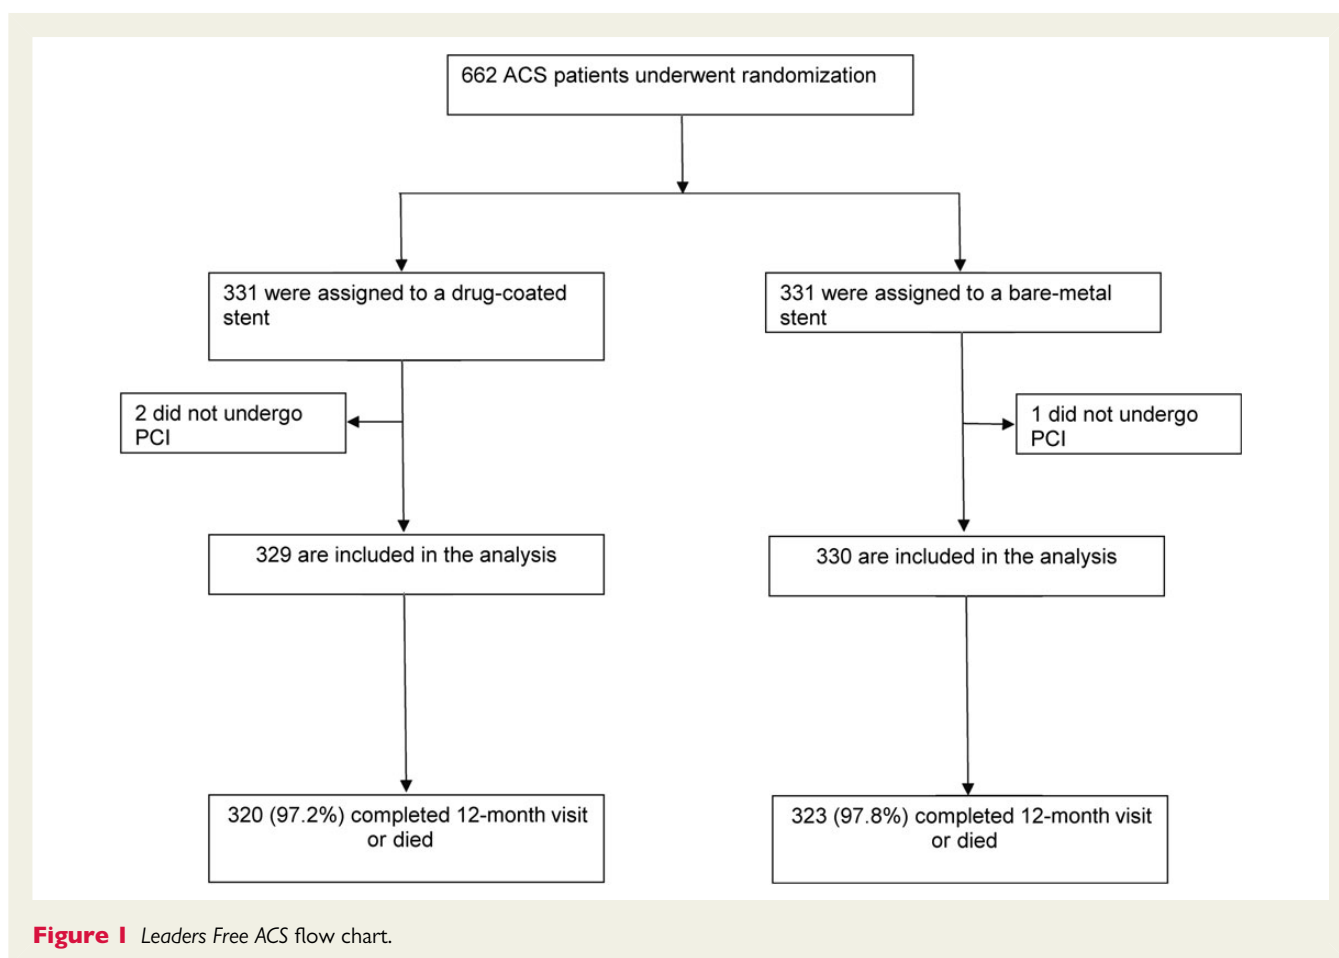 662 ACS patients underwent randomization
331 were assigned to a drug-coated
stent
331 were assigned to a bare-metal
stent
2 did not undergo
PCI
1 did not undergo
PCI
329 are included in the analysis
330 are included in the analysis
320 (97.2%) completed 12-month visit
or died
323 (97.8%) completed 12-month visit
or died
Figure 1 Leaders Free ACS flow chart.